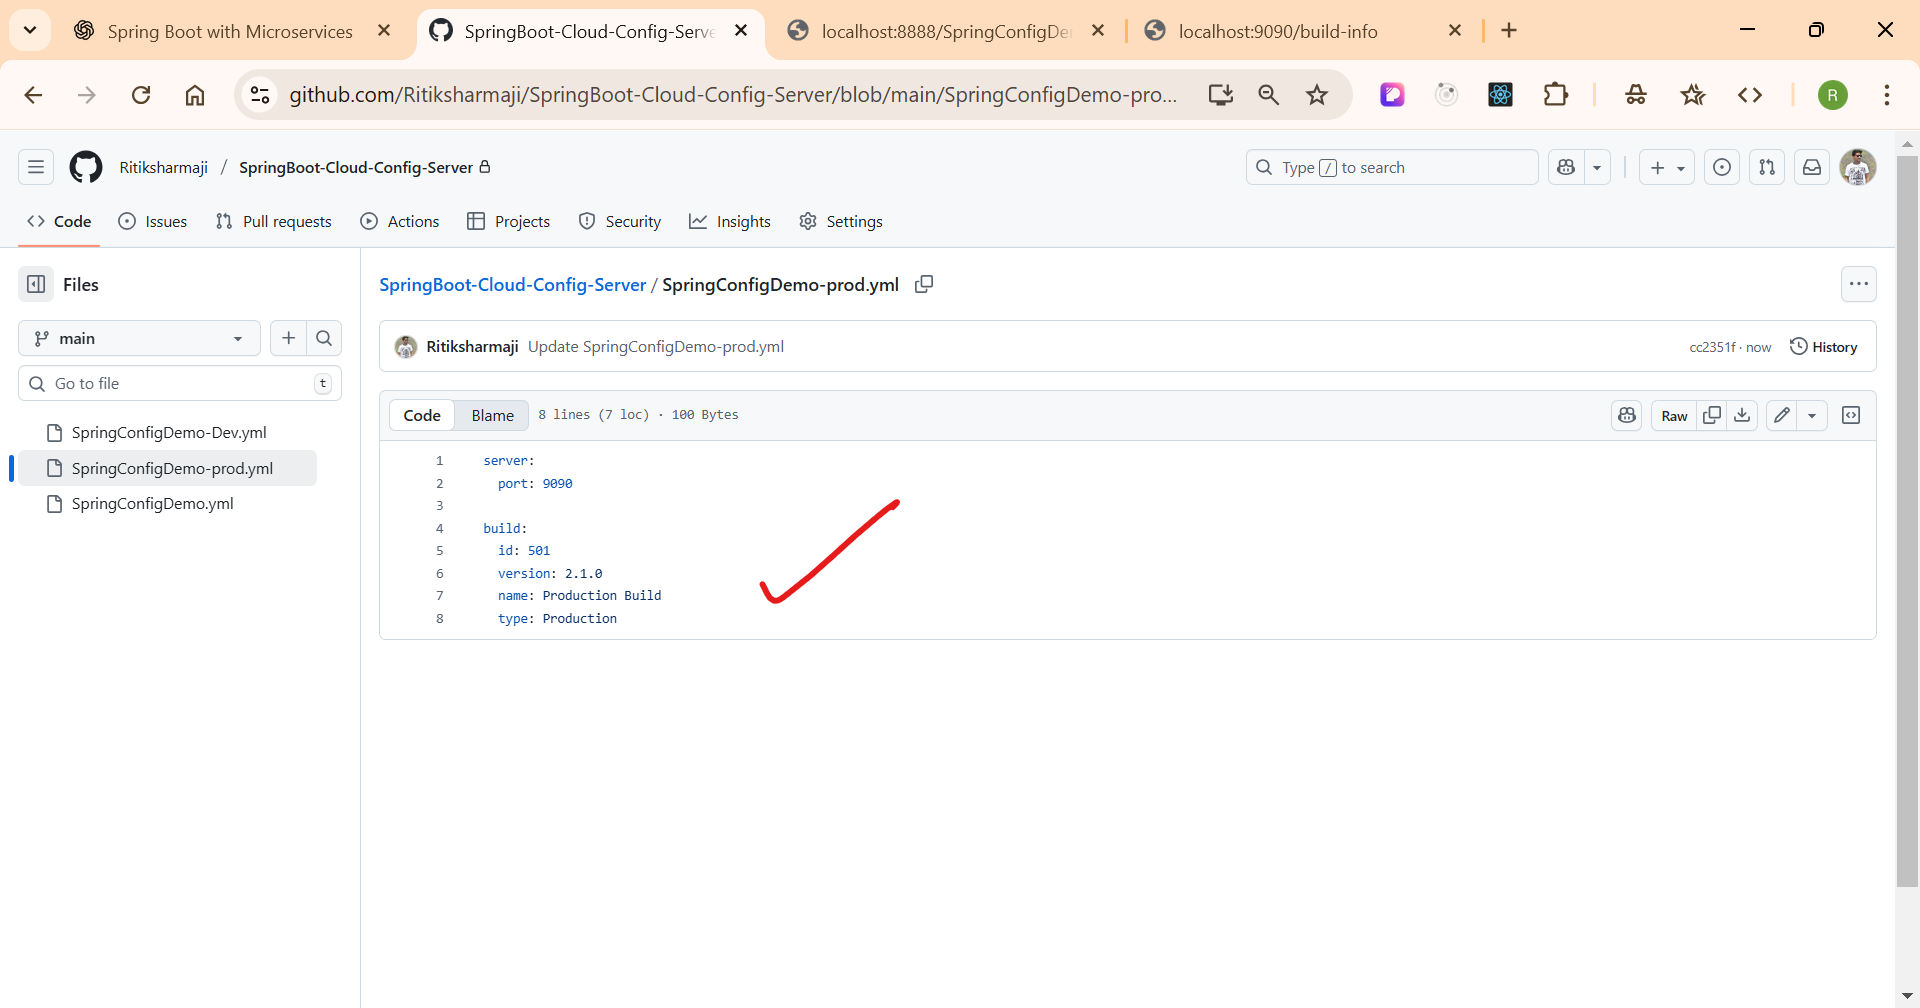 Spring Boot with Microservices
SpringBoot-Cloud-Config-Serve
localhost:8888/SpringConfigDe
localhost:9090/build-info
github.com/Ritiksharmaji/SpringBoot-Cloud-Config-Server/blob/main/SpringConfigDemo-pro...
R
Ritiksharmaji / SpringBoot-Cloud-Config-Server
Type / to search
Code
Issues
Pull requests
Actions
Projects
Security
Insights
Settings
Files
main
Go to file
t
SpringConfigDemo-Dev.yml
SpringConfigDemo-prod.yml
SpringConfigDemo.yml
SpringBoot-Cloud-Config-Server / SpringConfigDemo-prod.yml
Ritiksharmaji Update SpringConfigDemo-prod.yml
cc2351f · now
History
Code
Blame
8 lines (7 loc) · 100 Bytes
Raw
1 server:
2 port: 9090
3
4 build:
5 id: 501
6 version: 2.1.0
7 name: Production Build
8 type: Production